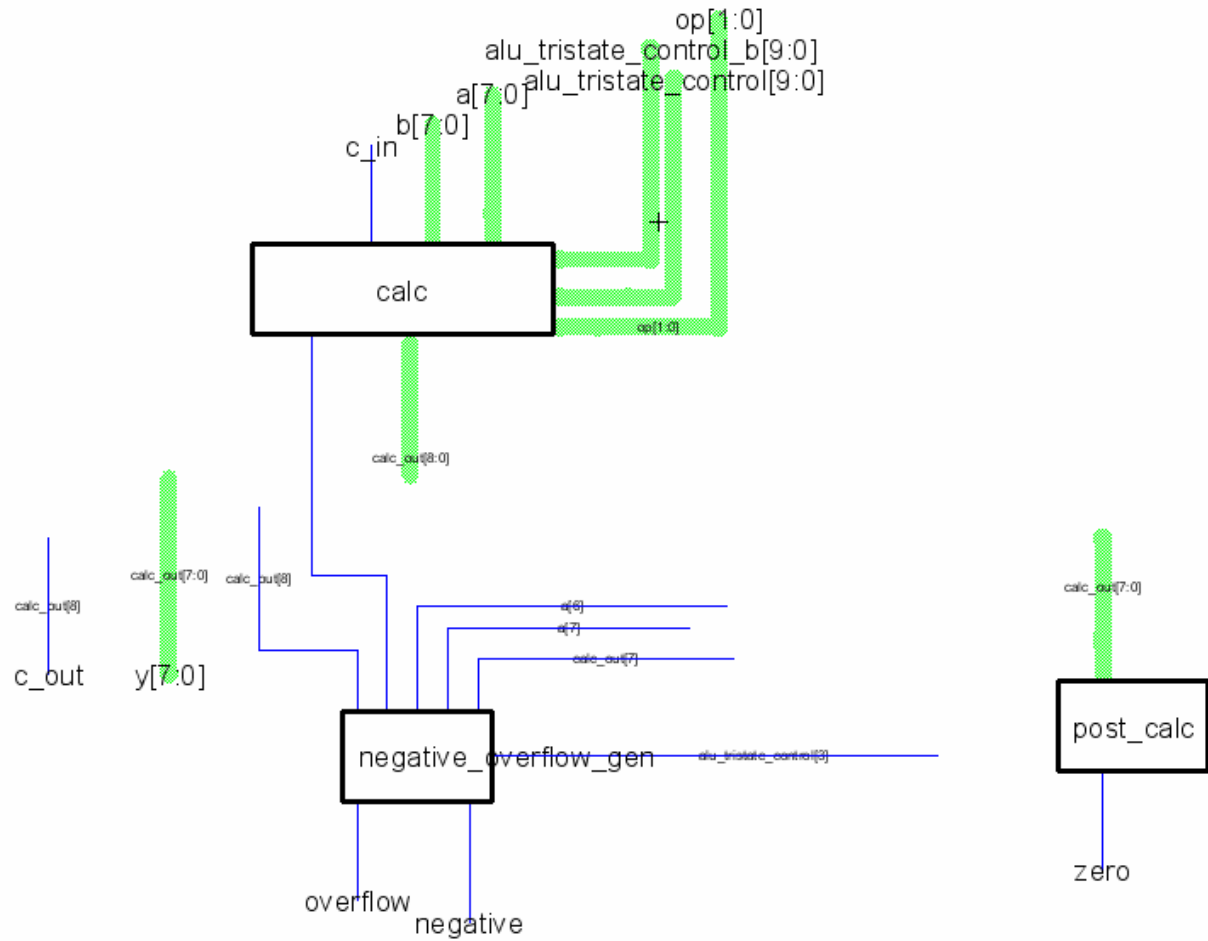 op[1:0]
alu_tristate_control_b[9:0]
alu_tristate_control[9:0]
a[7:0]
b[7:0]
c_in
calc
op[1:0]
calc_out[8:0]
calc_out[7:0]
calc_out[8]
calc_out[7:0]
calc_out[8]
a[6]
a[7]
calc_out[7]
c_out
y[7:0]
negative_overflow_gen
alu_tristate_control[3]
post_calc
zero
overflow
negative